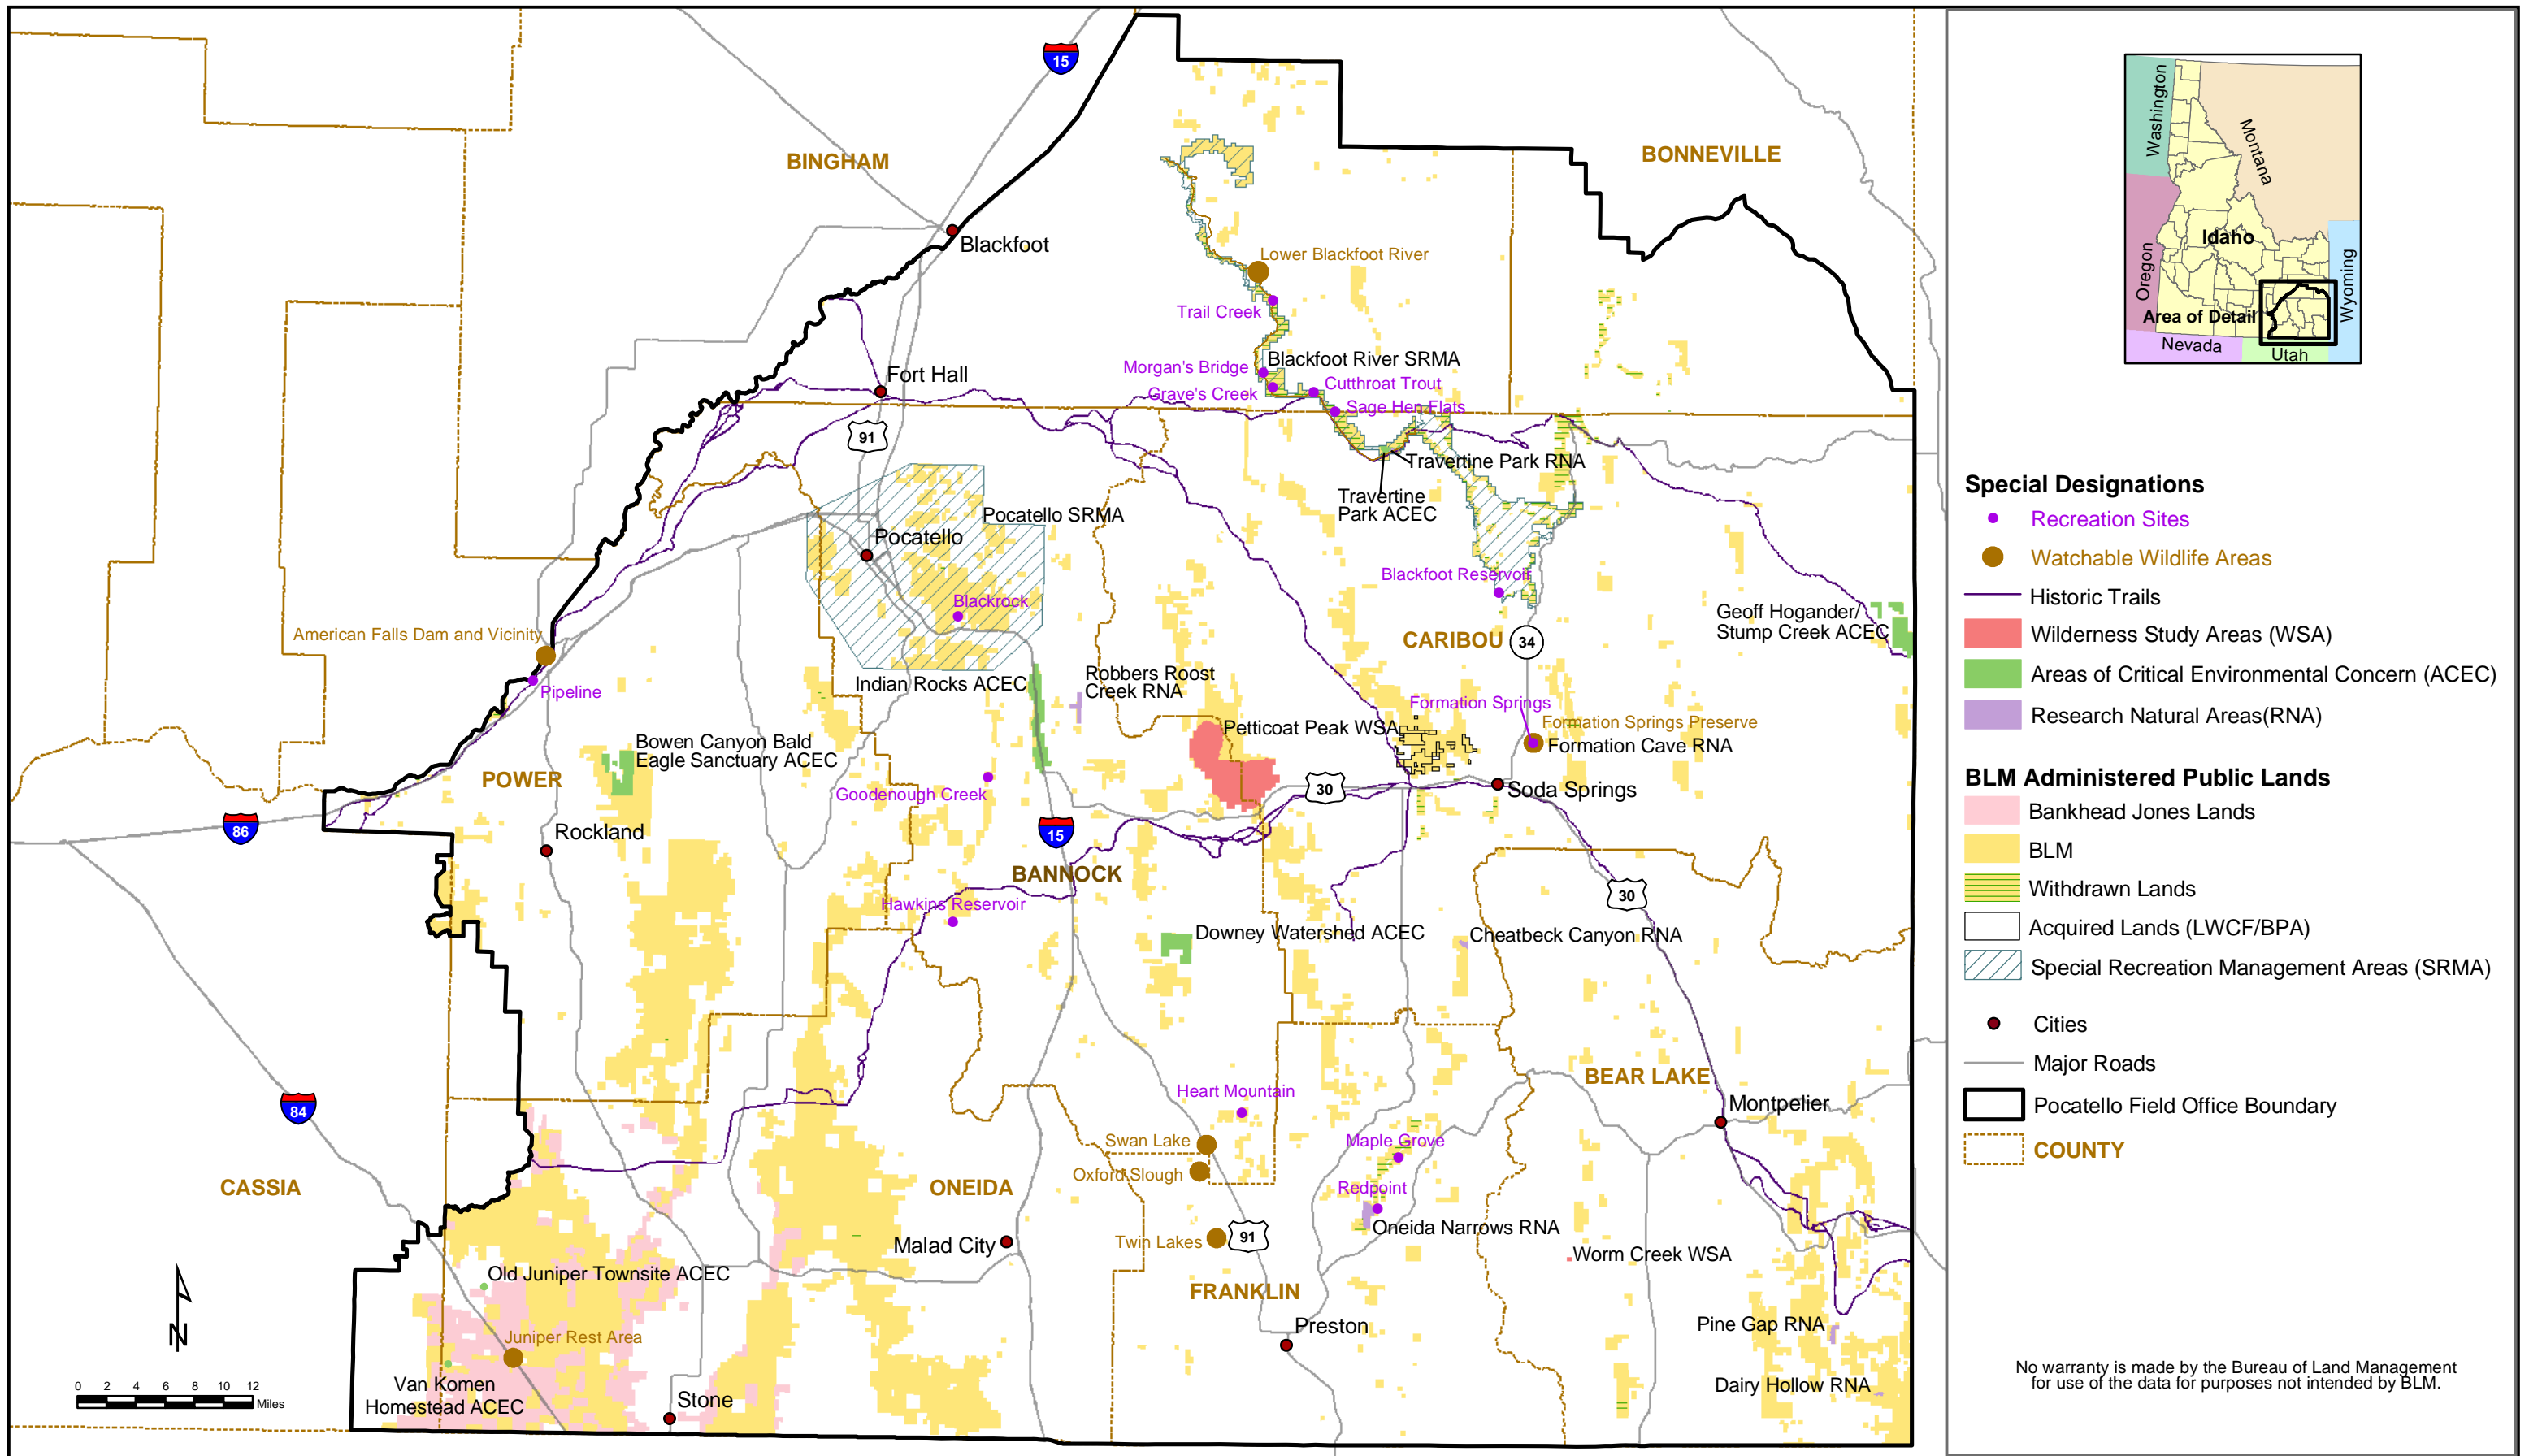 15
BINGHAM
BONNEVILLE
Blackfoot
Lower Blackfoot River
Trail Creek
Blackfoot River SRMA
Morgan's Bridge
Grave's Creek
Cutthroat Trout
Sage Hen Flats
Fort Hall
91
Travertine Park RNA
Travertine
Park ACEC
Pocatello SRMA
Pocatello
Blackrock
Blackfoot Reservoir
American Falls Dam and Vicinity
Pipeline
CARIBOU
34
Geoff Hogander/
Stump Creek ACEC
Indian Rocks ACEC
Robbers Roost
Creek RNA
Formation Springs
Formation Springs Preserve
Formation Cave RNA
Petticoat Peak WSA
Bowen Canyon Bald
Eagle Sanctuary ACEC
POWER
Goodenough Creek
30
Soda Springs
86
Rockland
15
BANNOCK
30
Hawkins Reservoir
Downey Watershed ACEC
Cheatbeck Canyon RNA
BEAR LAKE
Heart Mountain
Montpelier
84
Swan Lake
Maple Grove
Oxford Slough
Redpoint
CASSIA
ONEIDA
Oneida Narrows RNA
Malad City
Twin Lakes
91
Worm Creek WSA
Old Juniper Townsite ACEC
FRANKLIN
Preston
Pine Gap RNA
Juniper Rest Area
Van Komen
Homestead ACEC
Stone
Dairy Hollow RNA
N
0 2 4 6 8 10 12
Miles
Washington
Montana
Oregon
Idaho
Wyoming
Area of Detail
Nevada
Utah
Special Designations
Recreation Sites
Watchable Wildlife Areas
Historic Trails
Wilderness Study Areas (WSA)
Areas of Critical Environmental Concern (ACEC)
Research Natural Areas(RNA)
BLM Administered Public Lands
Bankhead Jones Lands
BLM
Withdrawn Lands
Acquired Lands (LWCF/BPA)
Special Recreation Management Areas (SRMA)
Cities
Major Roads
Pocatello Field Office Boundary
COUNTY
No warranty is made by the Bureau of Land Management
for use of the data for purposes not intended by BLM.